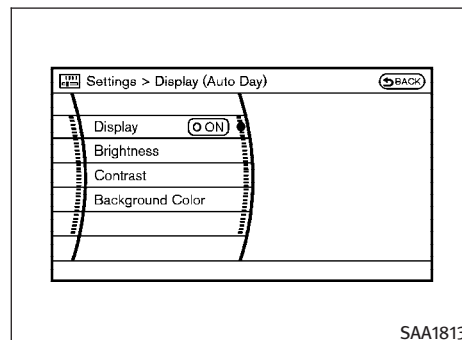 Settings > Display (Auto Day)
BACK
Display ON
Brightness
Contrast
Background Color
SAA1813